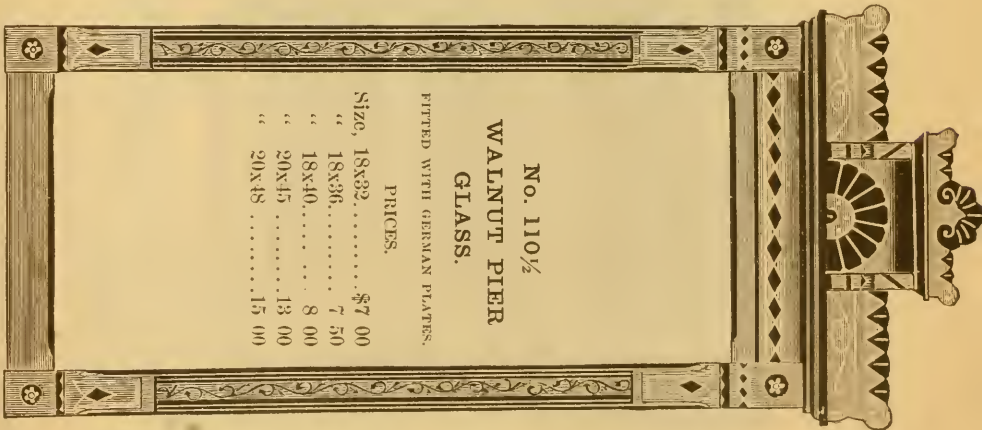 No. 110½
WALNUT PIER
GLASS.
FITTED WITH GERMAN PLATES.
PRICES.
Size, 18x32.........$7 00
“ 18x36......... 7 50
“ 18x40..... ... 8 00
“ 20x45 .......13 00
“ 20x48 ........15 00